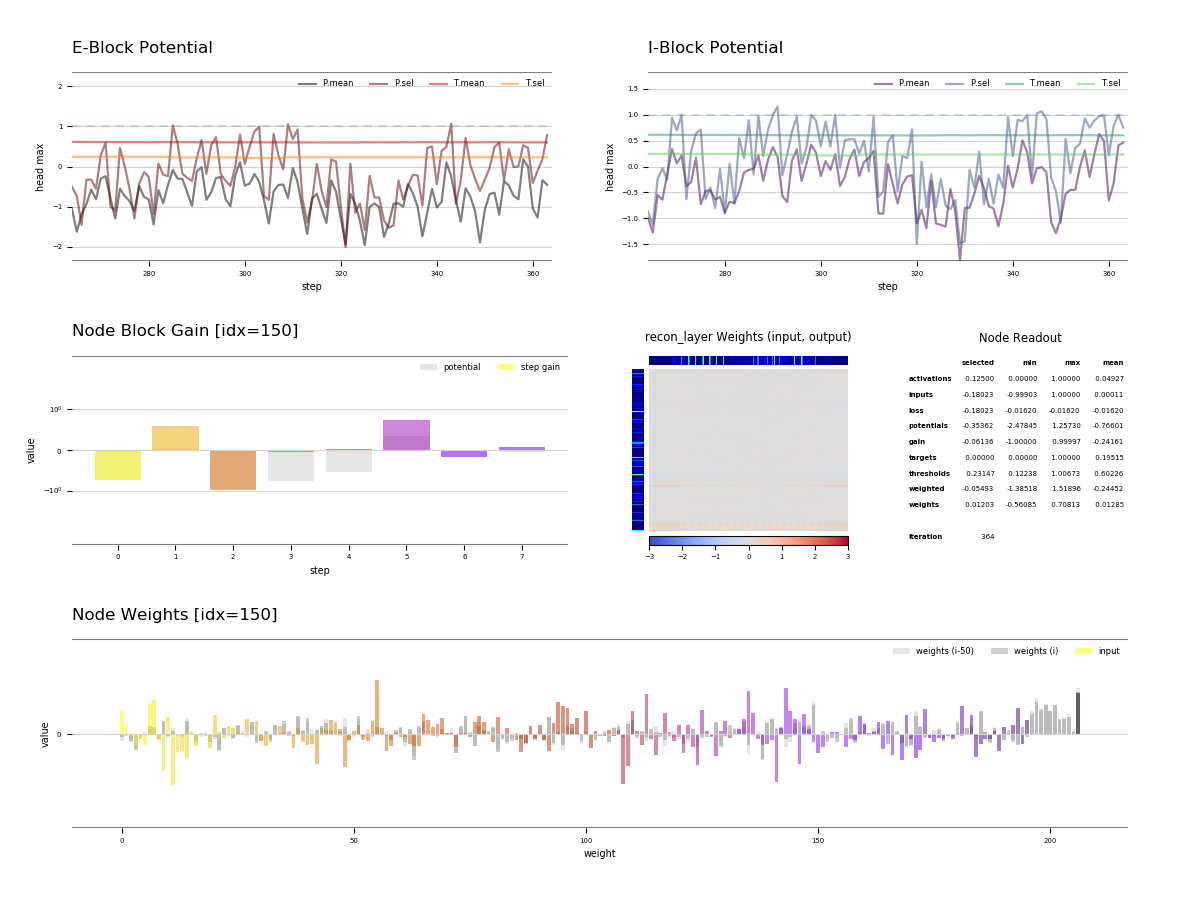 E-Block Potential
P.mean P.sel T.mean T.sel
2
1
0
−1
−2
head max
280 300 320 340 360
step
I-Block Potential
P.mean P.sel T.mean T.sel
1.5
1.0
0.5
0.0
−0.5
−1.0
−1.5
head max
280 300 320 340 360
step
Node Block Gain [idx=150]
potential step gain
10⁰
0
−10⁰
value
0 1 2 3 4 5 6 7
step
recon_layer Weights (input, output)
−3 −2 −1 0 1 2 3
Node Readout
selected min max mean
activations 0.12500 0.00000 1.00000 0.04927
inputs -0.18023 -0.99903 1.00000 0.00011
loss -0.18023 -0.01620 -0.01620 -0.01620
potentials -0.35362 -2.47845 1.25730 -0.76601
gain -0.06136 -1.00000 0.99997 -0.24161
targets 0.00000 0.00000 1.00000 0.19515
thresholds 0.23147 0.12238 1.00673 0.60226
weighted -0.05493 -1.38518 1.51896 -0.24452
weights 0.01203 -0.56085 0.70813 0.01285
iteration 364
Node Weights [idx=150]
weights (i-50) weights (i) input
0
value
0 50 100 150 200
weight